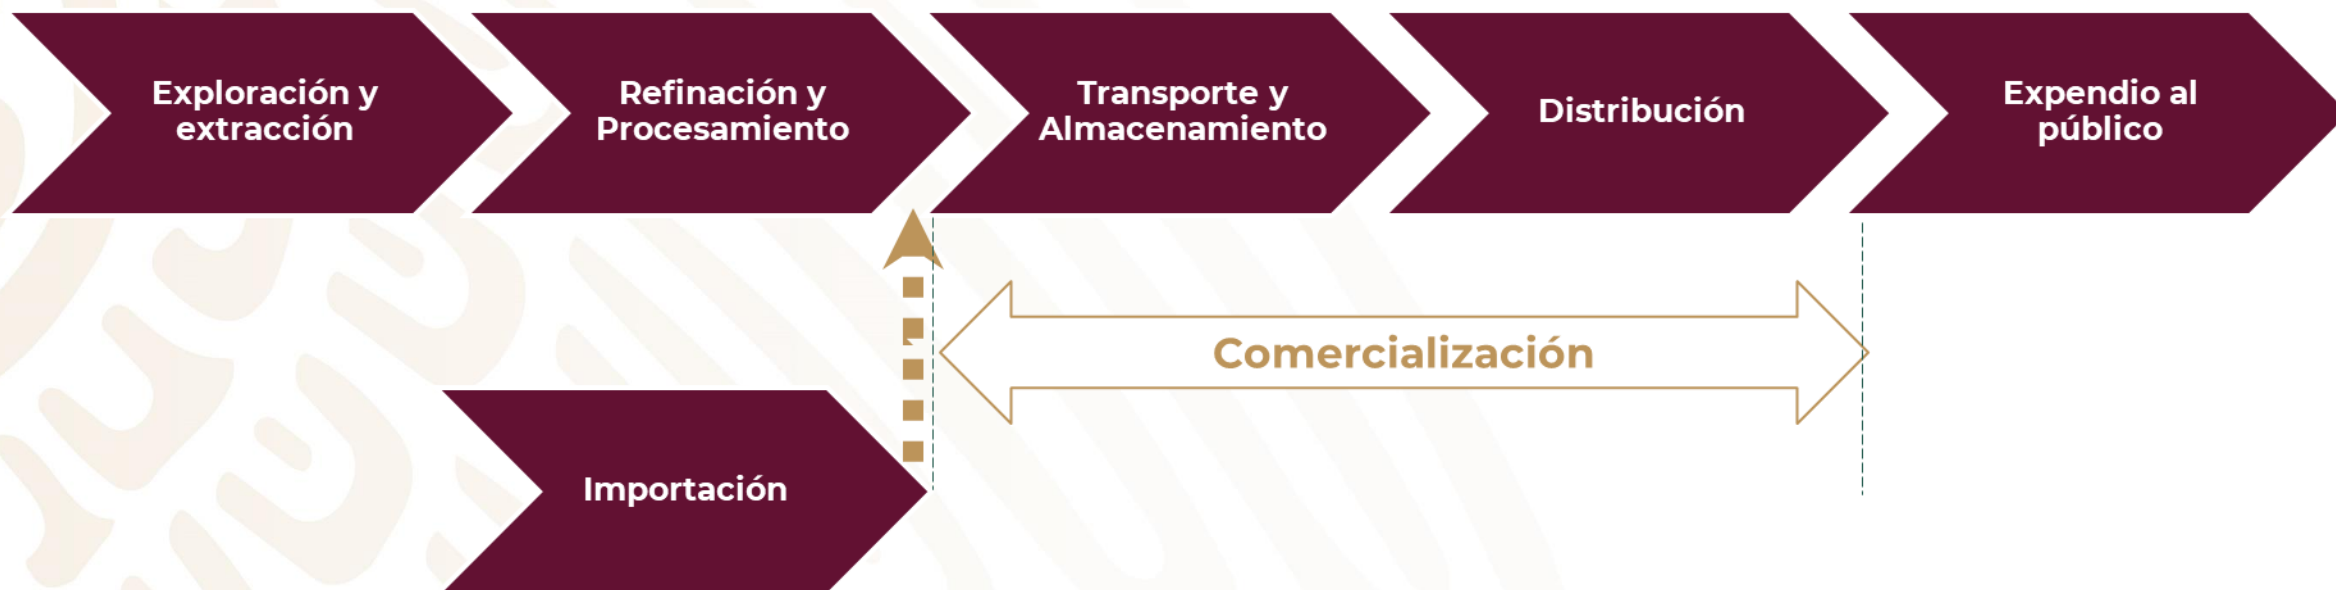 Exploración y
extracción
Refinación y
Procesamiento
Transporte y
Almacenamiento
Distribución
Expendio al
público
Comercialización
Importación